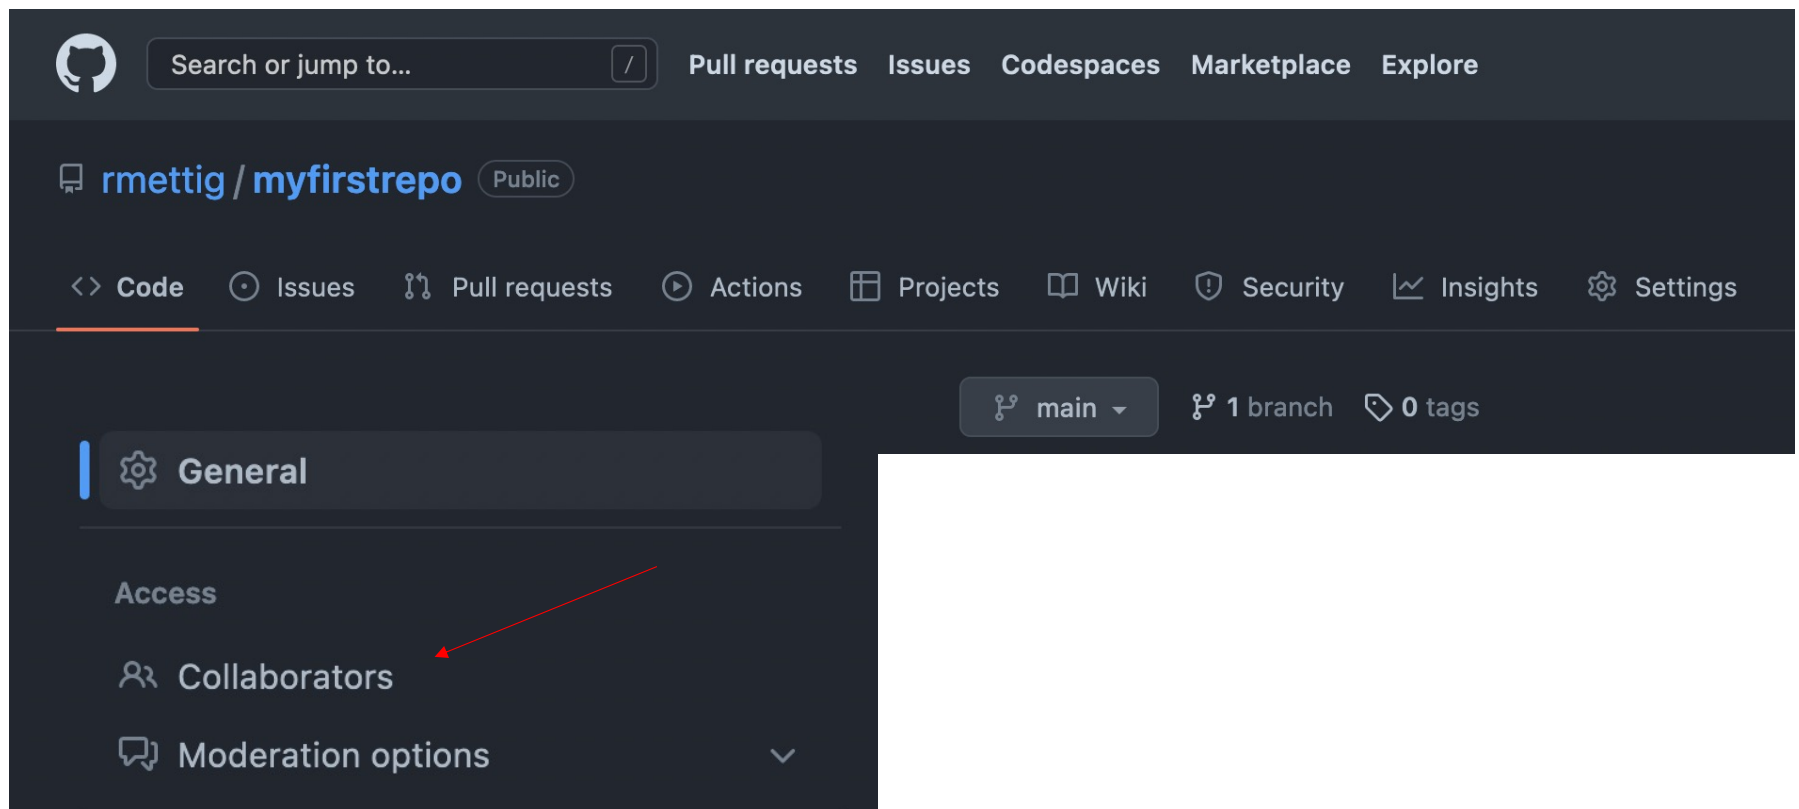 Search or jump to... / Pull requests Issues Codespaces Marketplace Explore
rmettig / myfirstrepo Public
Code Issues Pull requests Actions Projects Wiki Security Insights Settings
main 1 branch 0 tags
General
Access
Collaborators
Moderation options